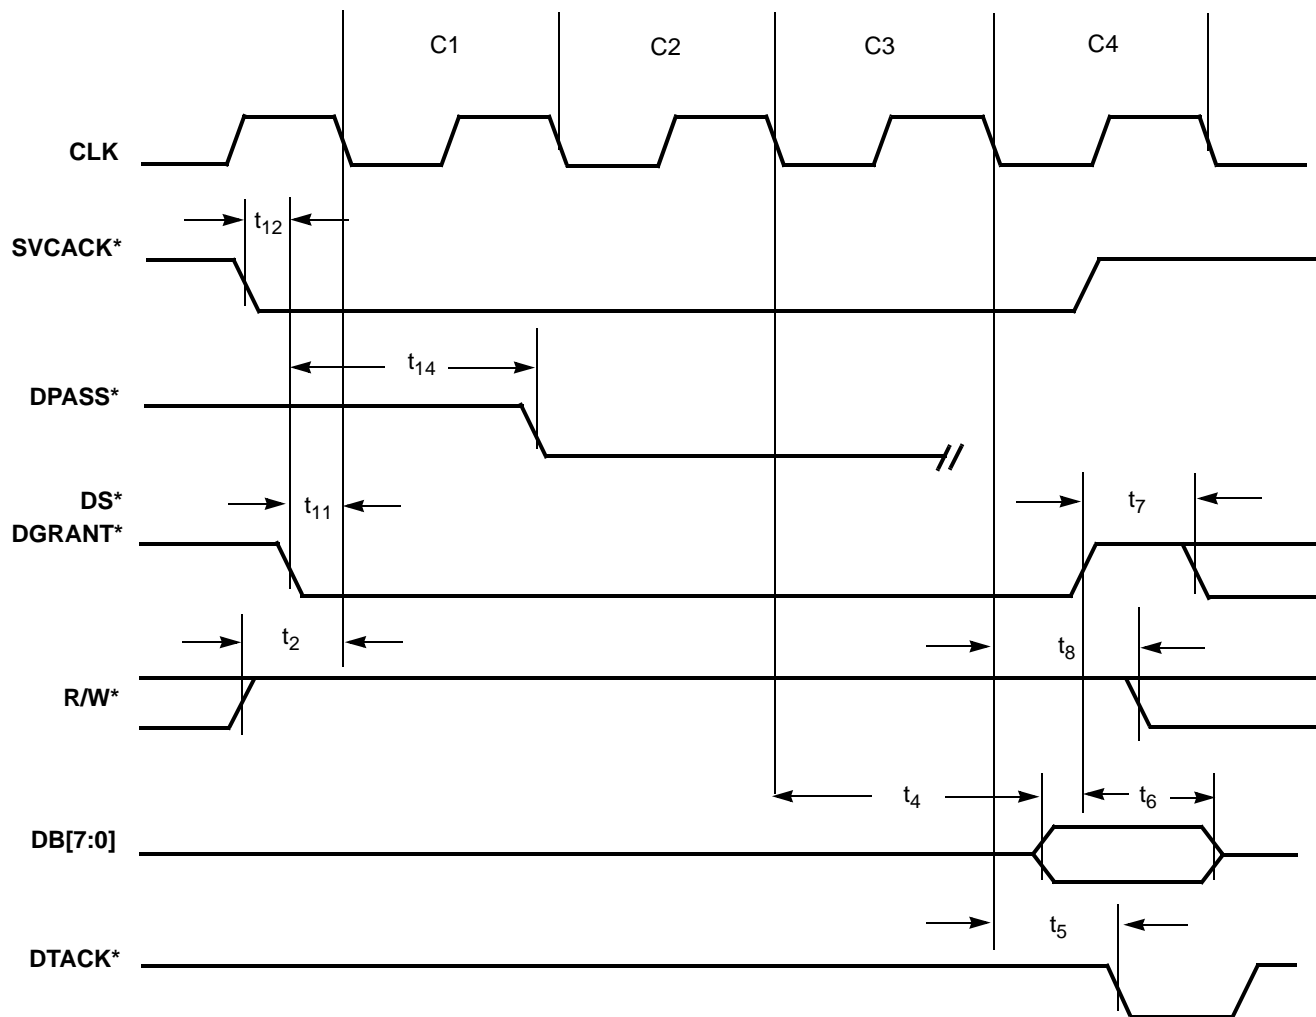 C1 C2 C3 C4
CLK
t12
SVCACK*
t14
DPASS*
DS*
t11
t7
DGRANT*
t2
t8
R/W*
t4
t6
DB[7:0]
t5
DTACK*